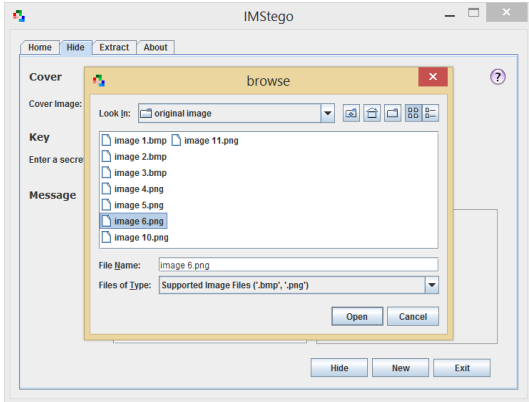 IMStego
Home Hide Extract About
Cover
Cover Image:
Key
Enter a secre
Message
browse
Look In: original image
image 1.bmp image 11.png
image 2.bmp
image 3.bmp
image 4.png
image 5.png
image 6.png
image 10.png
File Name: image 6.png
Files of Type: Supported Image Files ('.bmp', '.png')
Open Cancel
Hide New Exit